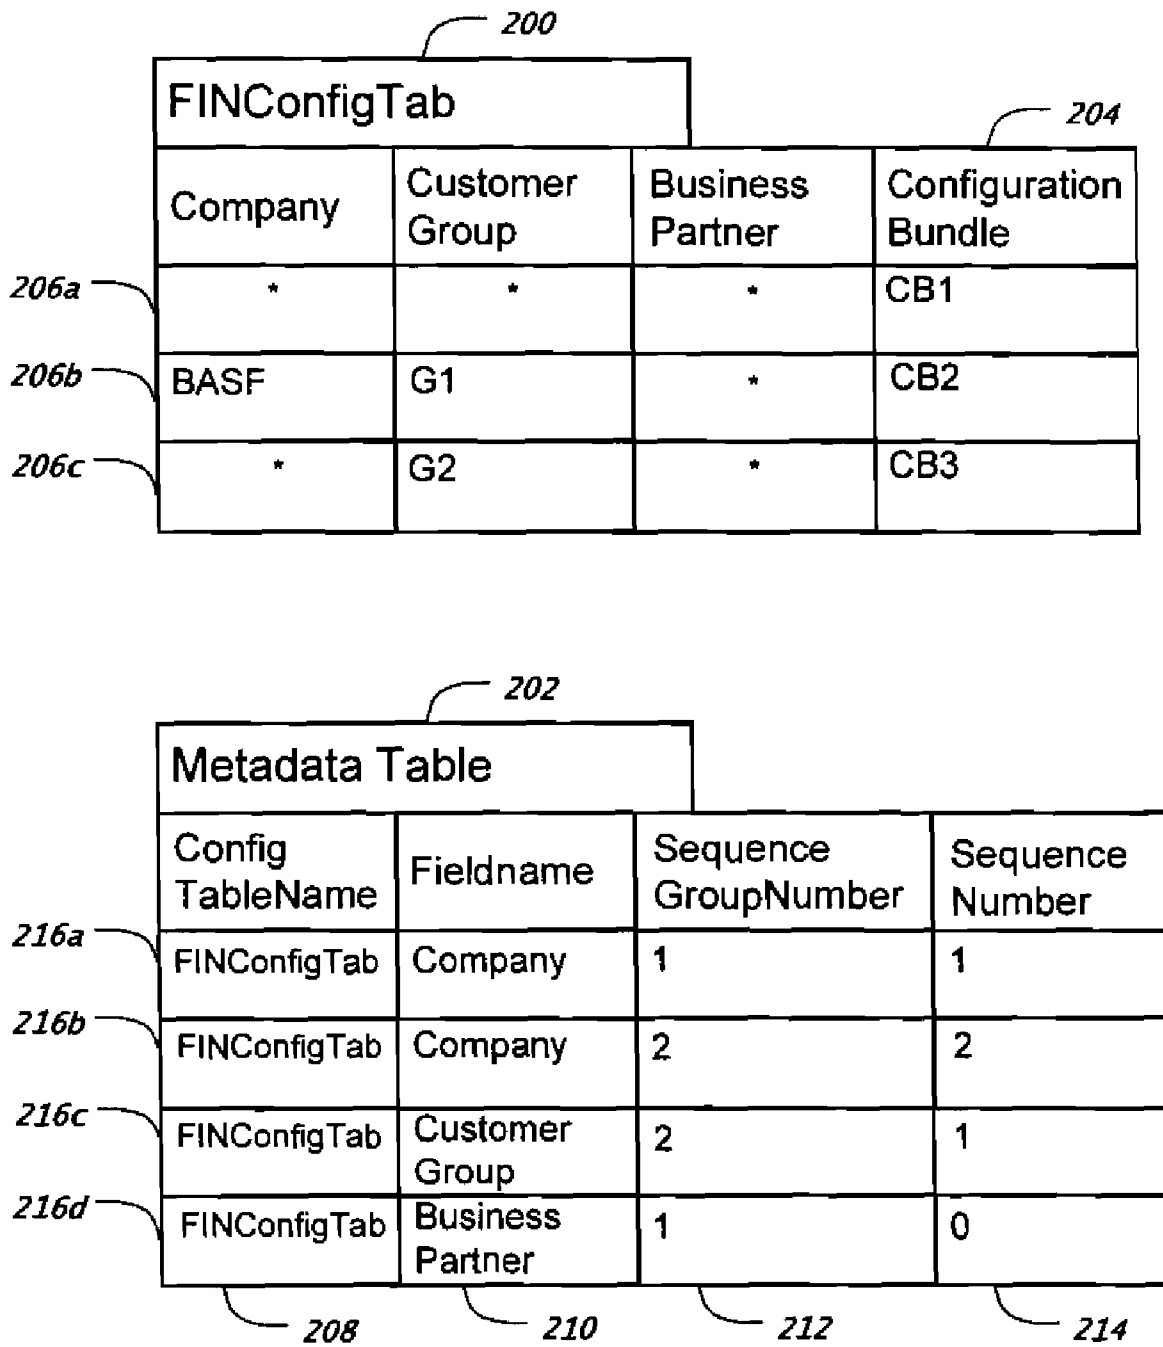 200
FINConfigTab
204
Company
Customer
Group
Business
Partner
Configuration
Bundle
206a
* * * CB1
206b
BASF G1 * CB2
206c
* G2 * CB3
202
Metadata Table
Config
TableName
Fieldname
Sequence
GroupNumber
Sequence
Number
216a
FINConfigTab Company 1 1
216b
FINConfigTab Company 2 2
216c
FINConfigTab
Customer
Group
2 1
216d
FINConfigTab
Business
Partner
1 0
208 210 212 214